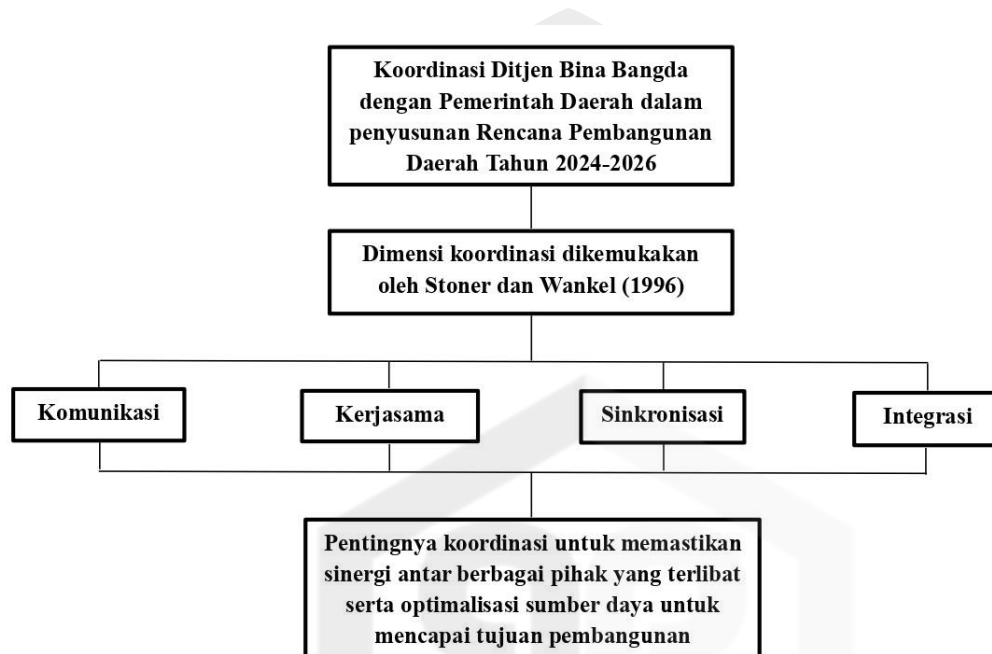 Koordinasi Ditjen Bina Bangda
dengan Pemerintah Daerah dalam
penyusunan Rencana Pembangunan
Daerah Tahun 2024-2026
Dimensi koordinasi dikemukakan
oleh Stoner dan Wankel (1996)
Komunikasi
Kerjasama
Sinkronisasi
Integrasi
Pentingnya koordinasi untuk memastikan
sinergi antar berbagai pihak yang terlibat
serta optimalisasi sumber daya untuk
mencapai tujuan pembangunan